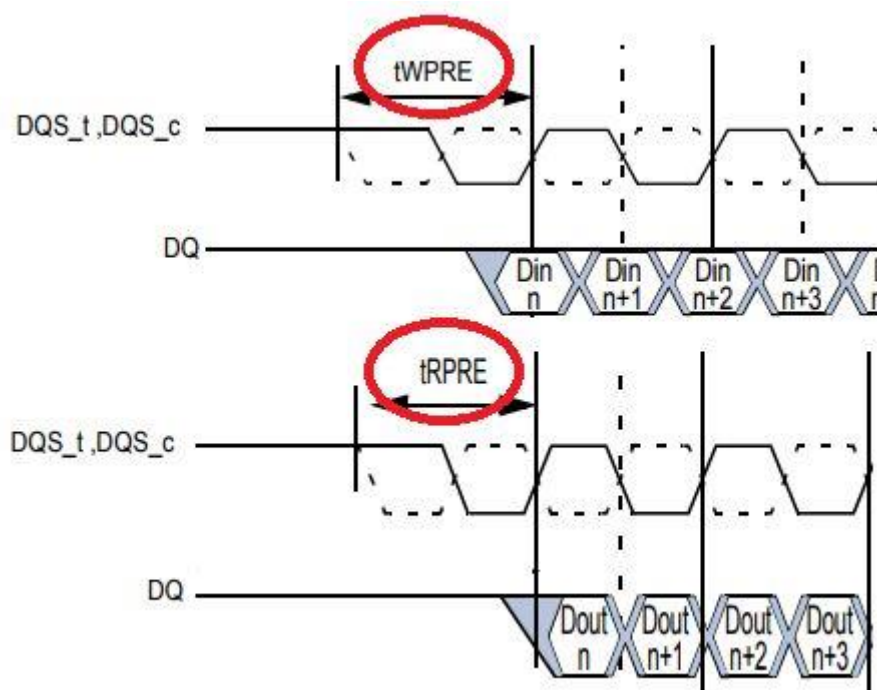 tWPRE
DQS_t ,DQS_c
DQ
Din Din Din Din
n n+1 n+2 n+3
tRPRE
DQS_t ,DQS_c
DQ
Dout Dout Dout Dout
n n+1 n+2 n+3